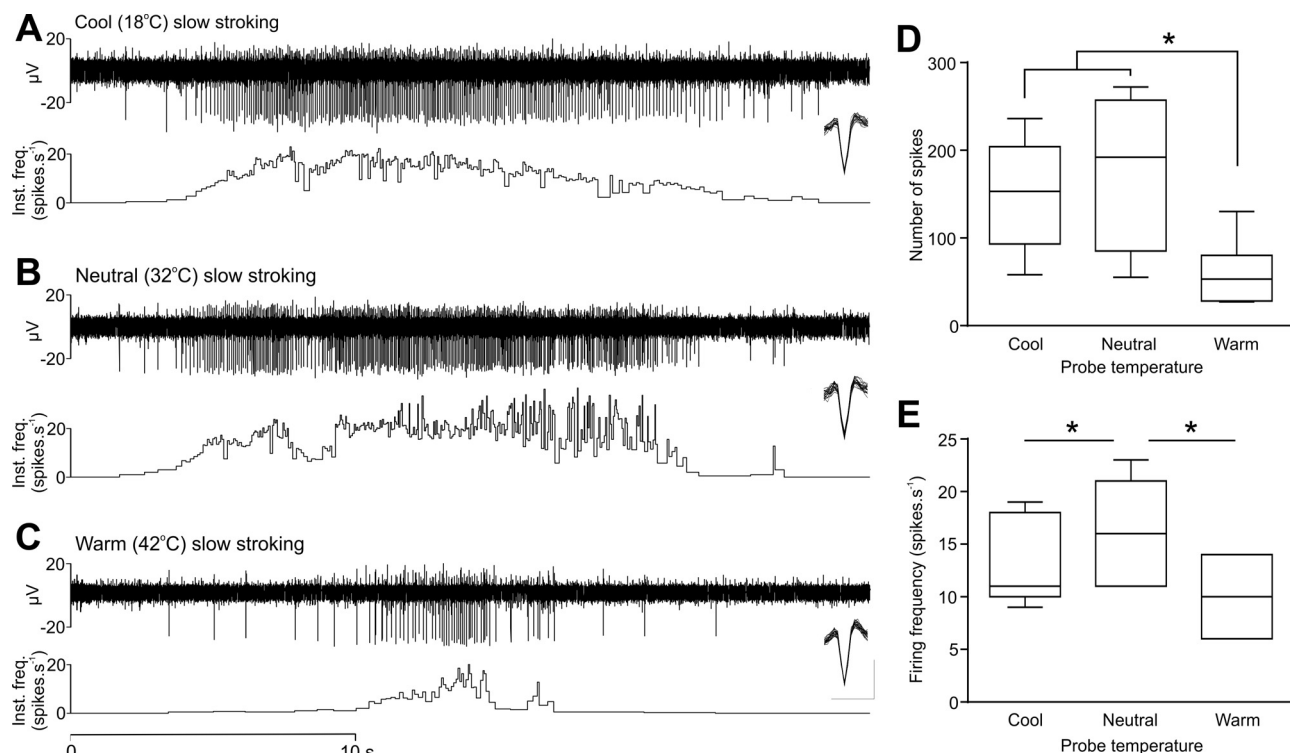 A
Cool (18°C) slow stroking
20
µV
-20
Inst. freq.
(spikes.s⁻¹)
20
0
B
Neutral (32°C) slow stroking
20
µV
-20
Inst. freq.
(spikes.s⁻¹)
20
0
C
Warm (42°C) slow stroking
20
µV
-20
Inst. freq.
(spikes.s⁻¹)
20
0
0 10 s
D
*
Number of spikes
300
200
100
0
Cool Neutral Warm
Probe temperature
E
* *
Firing frequency (spikes.s⁻¹)
25
20
15
10
5
0
Cool Neutral Warm
Probe temperature